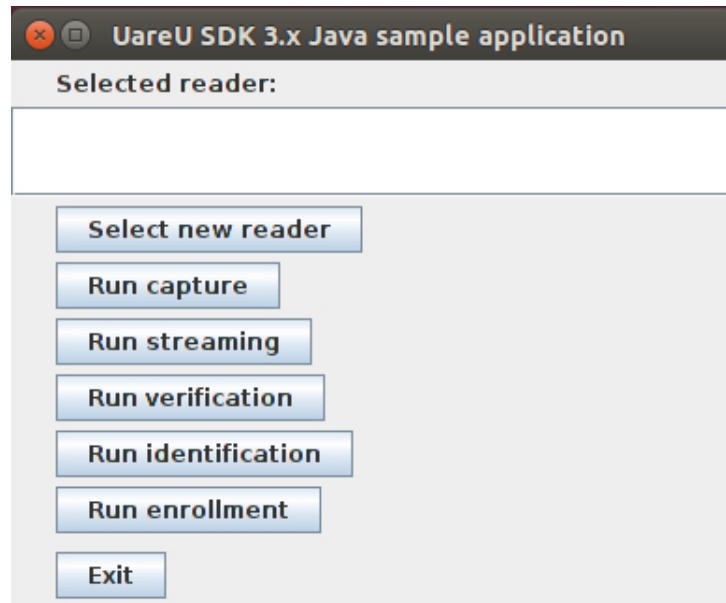 UareU SDK 3.x Java sample application
Selected reader:
Select new reader
Run capture
Run streaming
Run verification
Run identification
Run enrollment
Exit